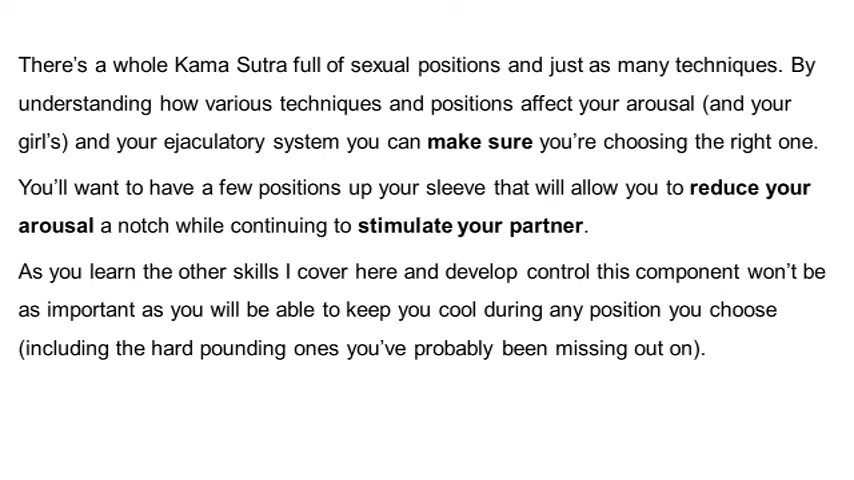 There’s a whole Kama Sutra full of sexual positions and just as many techniques. By
understanding how various techniques and positions affect your arousal (and your
girl’s) and your ejaculatory system you can make sure you’re choosing the right one.
You’ll want to have a few positions up your sleeve that will allow you to reduce your
arousal a notch while continuing to stimulate your partner.
As you learn the other skills I cover here and develop control this component won’t be
as important as you will be able to keep you cool during any position you choose
(including the hard pounding ones you’ve probably been missing out on).